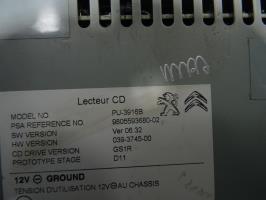 Lecteur CD
MODEL NO PU-3916B
PSA REFERENCE NO. 9805593680-02
SW VERSION Ver 06.32
HW VERSION 039-3745-00
CD DRIVE VERSION GS1R
PROTOTYPE STAGE D11
12V ⊖ GROUND
TENSION D'UTILISATION 12V ⊖ AU CHASSIS